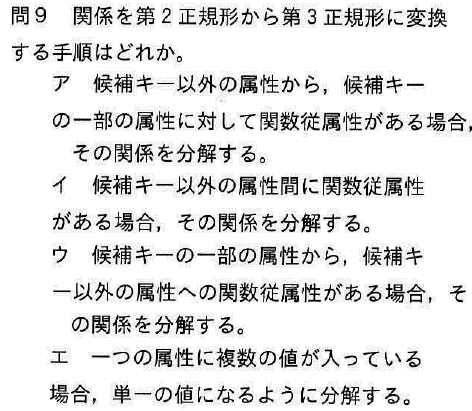 問9　関係を第2正規形から第3正規形に変換
する手順はどれか。
ア　候補キー以外の属性から，候補キー
の一部の属性に対して関数従属性がある場合，
その関係を分解する。
イ　候補キー以外の属性間に関数従属性
がある場合，その関係を分解する。
ウ　候補キーの一部の属性から，候補キ
ー以外の属性への関数従属性がある場合，そ
の関係を分解する。
エ　一つの属性に複数の値が入っている
場合，単一の値になるように分解する。